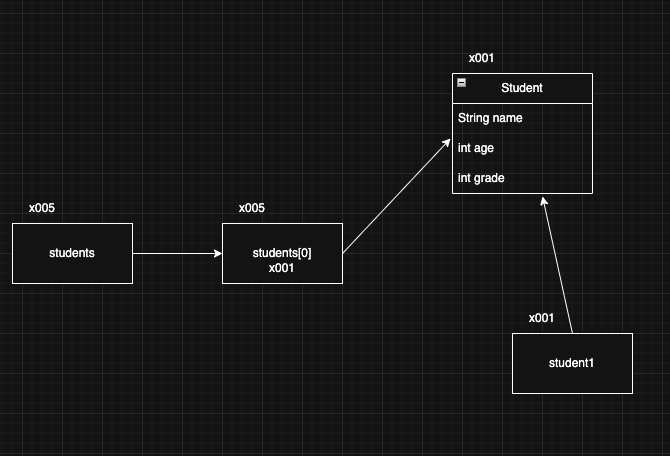 x001
Student
String name
int age
int grade
x005
students
x005
students[0]
x001
x001
student1